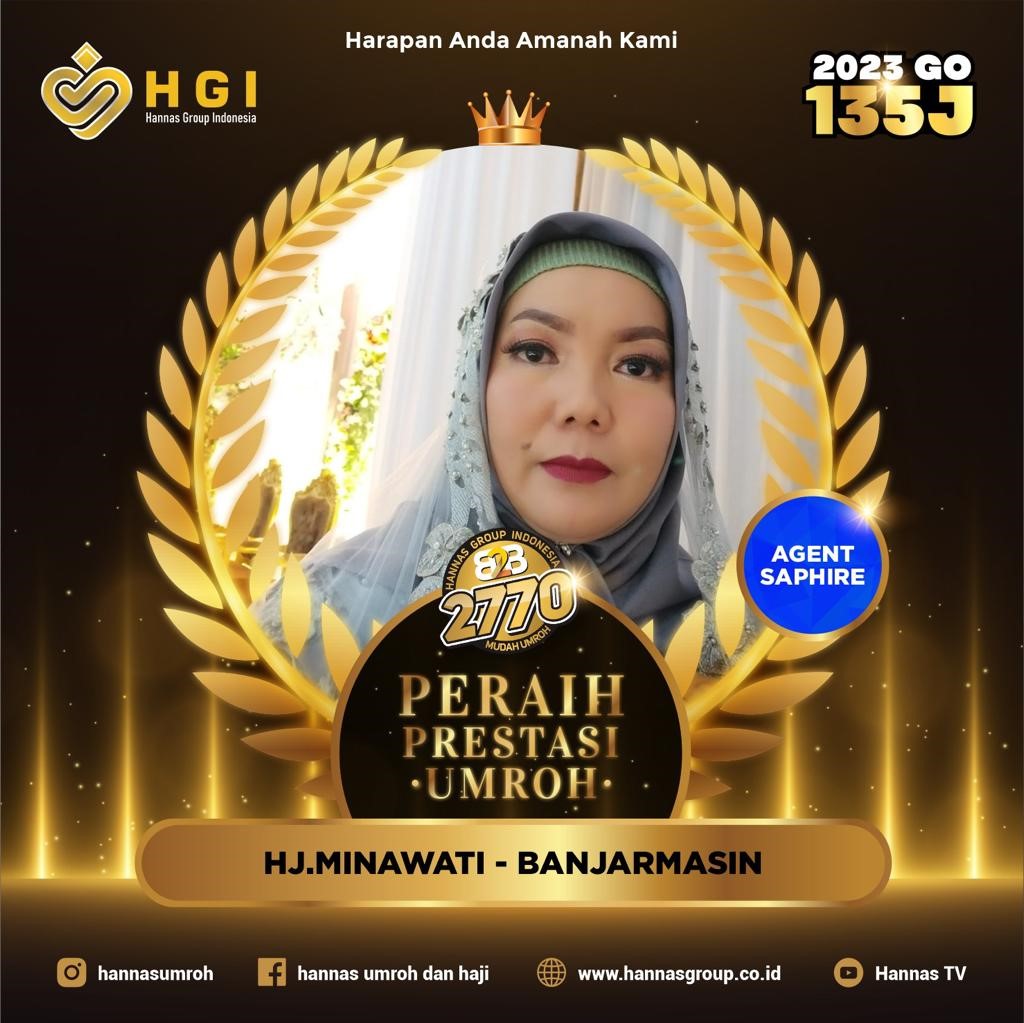 Harapan Anda Amanah Kami
HGI
Hannas Group Indonesia
2023 GO
135J
HANNAS GROUP INDONESIA
B2B
2770
MUDAH UMROH
AGENT
SAPHIRE
PERAIH
PRESTASI
•UMROH•
HJ.MINAWATI - BANJARMASIN
hannasumroh
hannas umroh dan haji
www.hannasgroup.co.id
Hannas TV